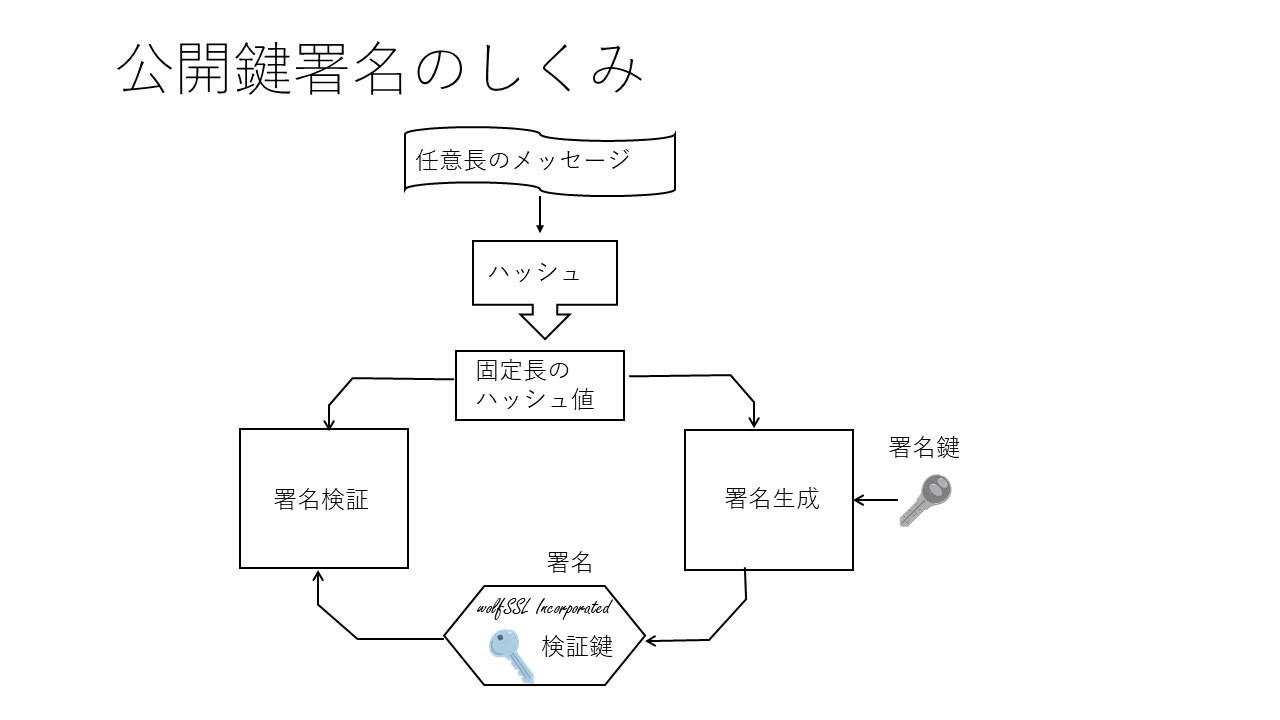 公開鍵署名のしくみ
任意長のメッセージ
ハッシュ
固定長の
ハッシュ値
署名検証
署名生成
署名鍵
署名
wolfSSL Incorporated
検証鍵